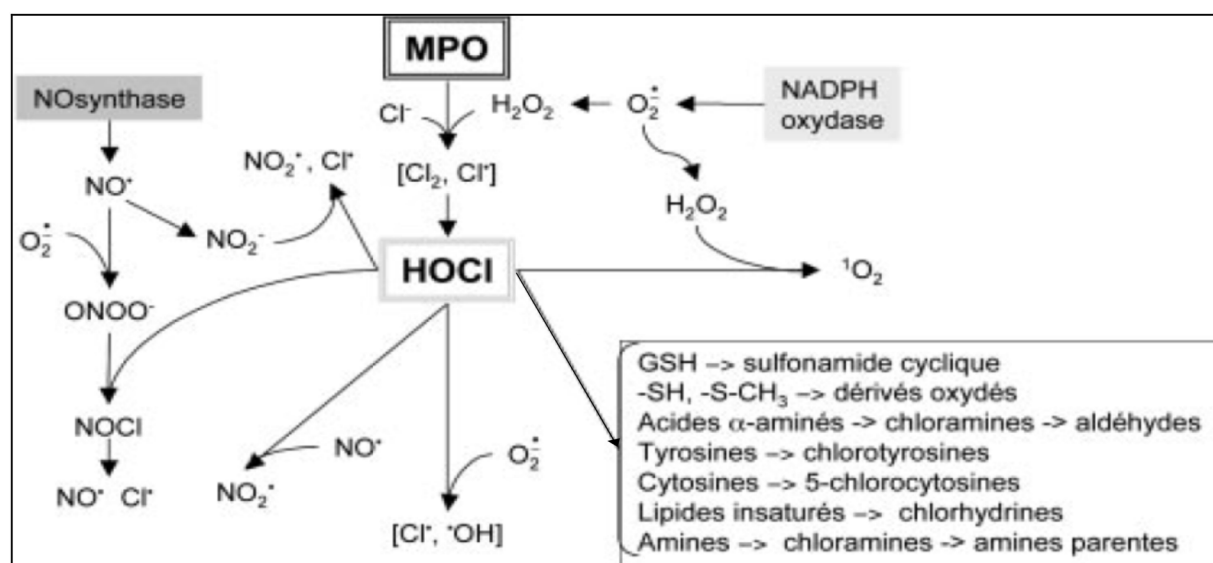 MPO
NOsynthase
NADPH
oxydase
Cl⁻
H₂O₂
O₂•⁻
NO₂•, Cl•
[Cl₂, Cl•]
NO•
H₂O₂
O₂•⁻
NO₂⁻
HOCl
¹O₂
ONOO⁻
GSH –> sulfonamide cyclique
-SH, -S-CH₃ –> dérivés oxydés
Acides α-aminés -> chloramines -> aldéhydes
Tyrosines –> chlorotyrosines
Cytosines –> 5-chlorocytosines
Lipides insaturés –> chlorhydrines
Amines –> chloramines -> amines parentes
NOCl
NO•
O₂•⁻
NO• Cl•
NO₂•
[Cl•, •OH]